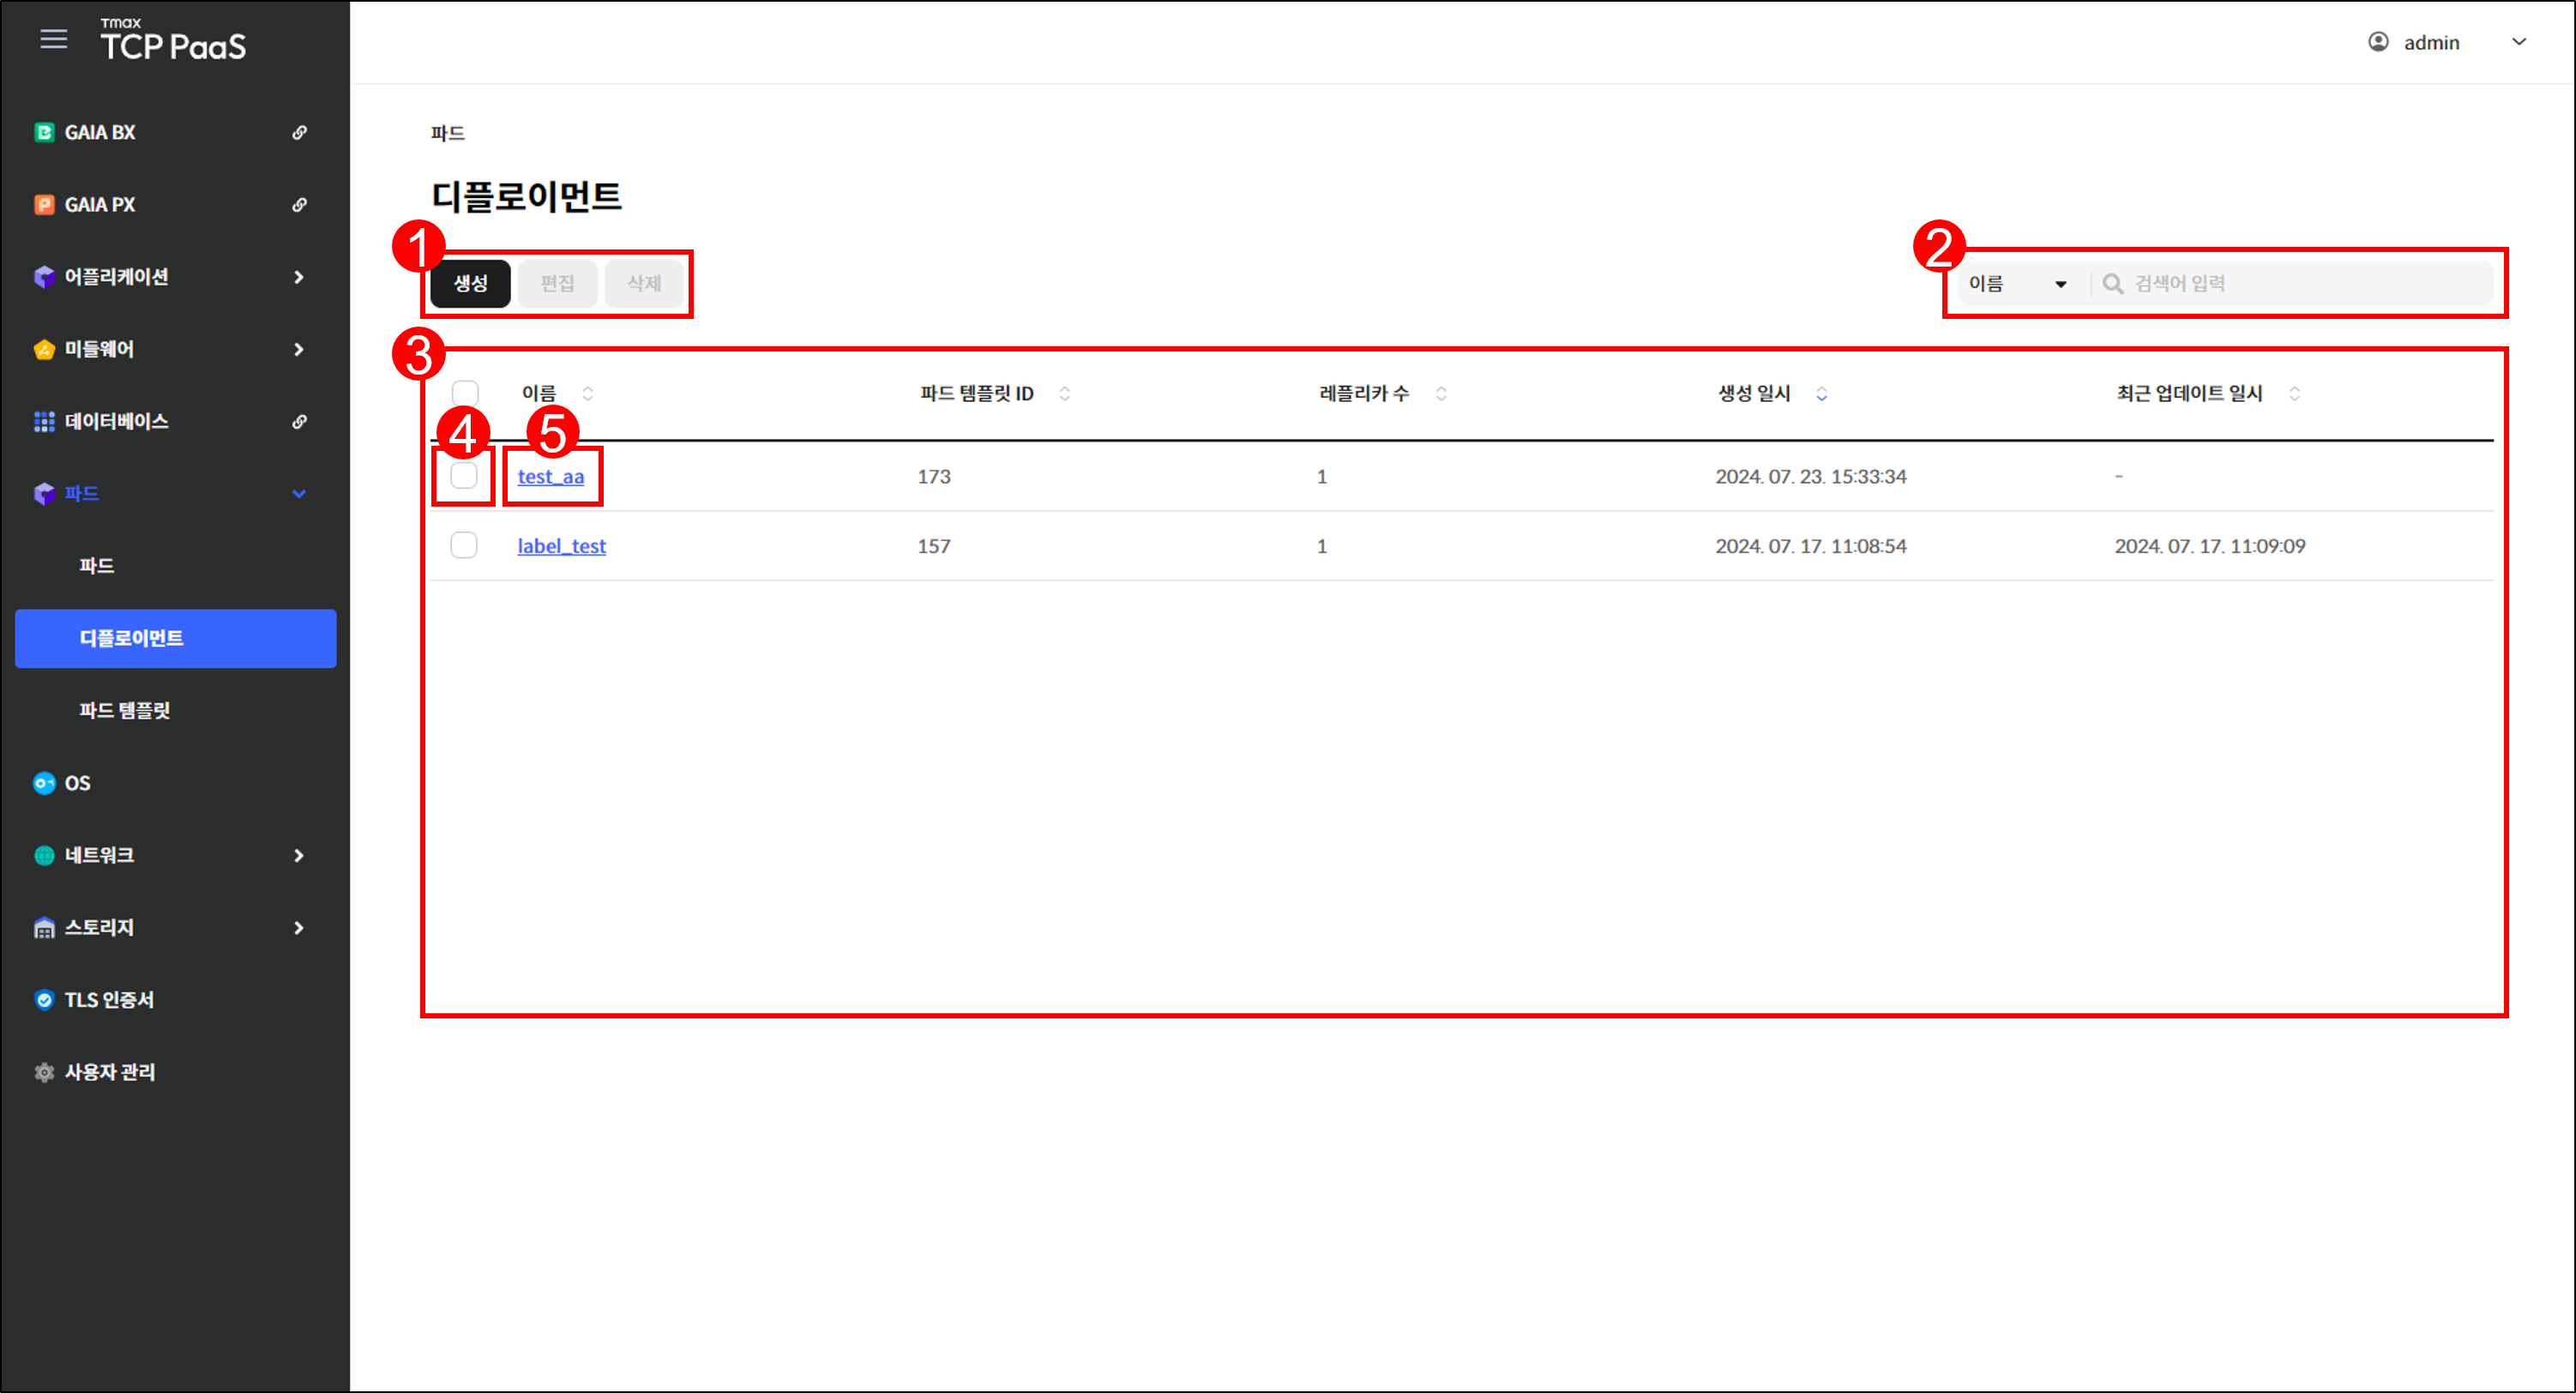 Tmax
TCP PaaS
admin
GAIA BX
GAIA PX
어플리케이션
미들웨어
데이터베이스
파드
파드
디플로이먼트
파드 템플릿
OS
네트워크
스토리지
TLS 인증서
사용자 관리
파드
디플로이먼트
1
생성 편집 삭제
2
이름 검색어 입력
3
이름 파드 템플릿 ID 레플리카 수 생성 일시 최근 업데이트 일시
4 5
test_aa 173 1 2024. 07. 23. 15:33:34 -
label_test 157 1 2024. 07. 17. 11:08:54 2024. 07. 17. 11:09:09